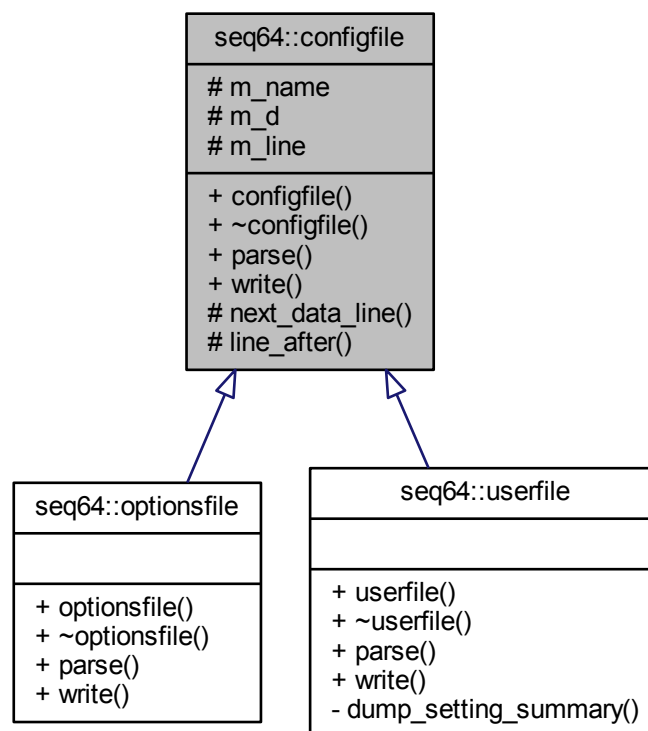 seq64::configfile
# m_name
# m_d
# m_line
+ configfile()
+ ~configfile()
+ parse()
+ write()
# next_data_line()
# line_after()
seq64::optionsfile
+ optionsfile()
+ ~optionsfile()
+ parse()
+ write()
seq64::userfile
+ userfile()
+ ~userfile()
+ parse()
+ write()
- dump_setting_summary()